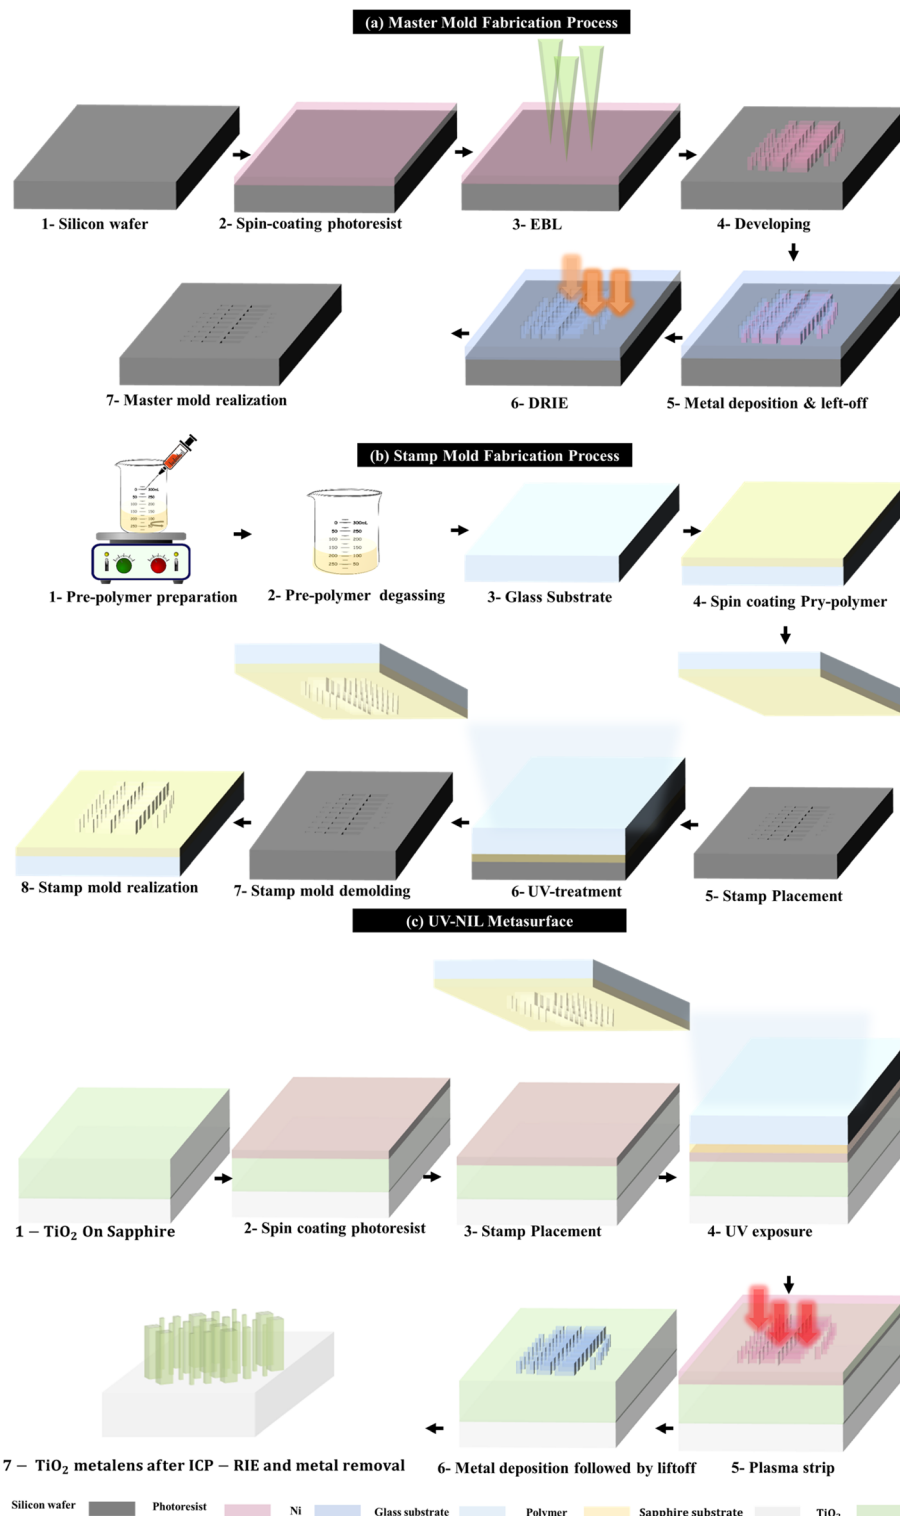 (a) Master Mold Fabrication Process
1- Silicon wafer
2- Spin-coating photoresist
3- EBL
4- Developing
7- Master mold realization
6- DRIE
5- Metal deposition & left-off
(b) Stamp Mold Fabrication Process
1- Pre-polymer preparation
2- Pre-polymer degassing
3- Glass Substrate
4- Spin coating Pry-polymer
8- Stamp mold realization
7- Stamp mold demolding
6- UV-treatment
5- Stamp Placement
(c) UV-NIL Metasurface
1 – TiO₂ On Sapphire
2- Spin coating photoresist
3- Stamp Placement
4- UV exposure
7 – TiO₂ metalens after ICP – RIE and metal removal
6- Metal deposition followed by liftoff
5- Plasma strip
Silicon wafer Photoresist Ni Glass substrate Polymer Sapphire substrate TiO₂